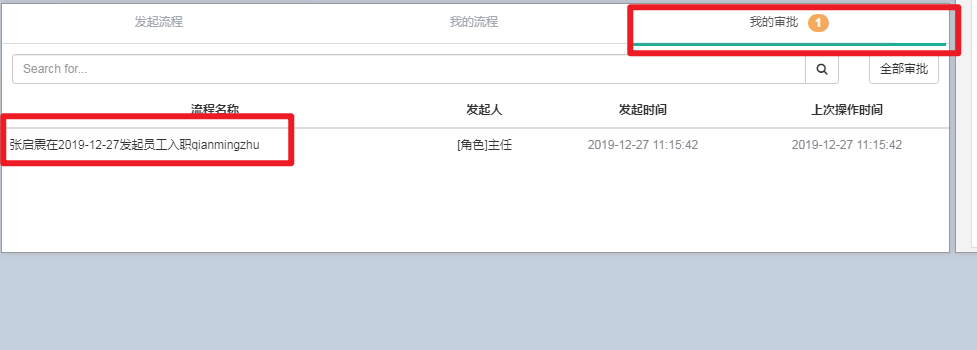 发起流程 我的流程 我的审批 1
Search for... 全部审批
流程名称 发起人 发起时间 上次操作时间
张启震在2019-12-27发起员工入职qianmingzhu [角色]主任 2019-12-27 11:15:42 2019-12-27 11:15:42